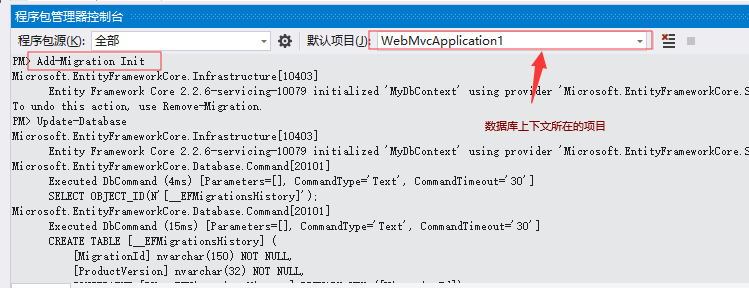 程序包管理器控制台
程序包源(K): 全部 默认项目(J): WebMvcApplication1
PM> Add-Migration Init
Microsoft.EntityFrameworkCore.Infrastructure[10403]
Entity Framework Core 2.2.6-servicing-10079 initialized 'MyDbContext' using provider 'Microsoft.EntityFrameworkCore.S
To undo this action, use Remove-Migration.
PM> Update-Database
数据库上下文所在的项目
Microsoft.EntityFrameworkCore.Infrastructure[10403]
Entity Framework Core 2.2.6-servicing-10079 initialized 'MyDbContext' using provider 'Microsoft.EntityFrameworkCore.S
Microsoft.EntityFrameworkCore.Database.Command[20101]
Executed DbCommand (4ms) [Parameters=[], CommandType='Text', CommandTimeout='30']
SELECT OBJECT_ID(N'[__EFMigrationsHistory]');
Microsoft.EntityFrameworkCore.Database.Command[20101]
Executed DbCommand (15ms) [Parameters=[], CommandType='Text', CommandTimeout='30']
CREATE TABLE [__EFMigrationsHistory] (
[MigrationId] nvarchar(150) NOT NULL,
[ProductVersion] nvarchar(32) NOT NULL,